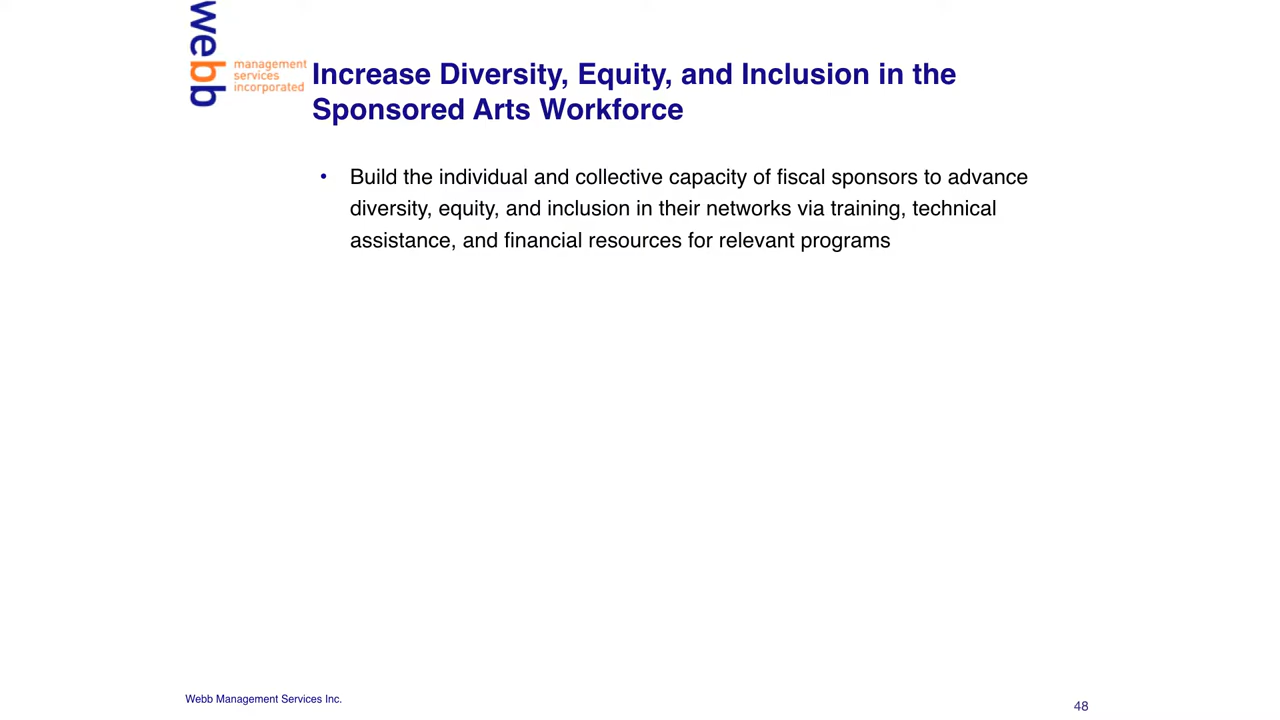 webb
management
services
incorporated
Increase Diversity, Equity, and Inclusion in the
Sponsored Arts Workforce
• Build the individual and collective capacity of fiscal sponsors to advance
diversity, equity, and inclusion in their networks via training, technical
assistance, and financial resources for relevant programs
Webb Management Services Inc.
48